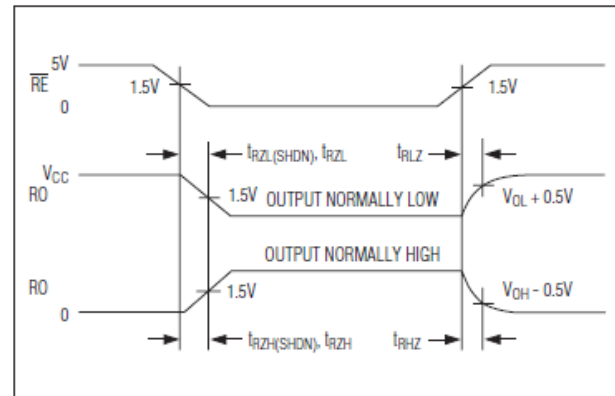 5V
RE
1.5V
1.5V
0
tRZL(SHDN), tRZL
tRLZ
VCC
RO
1.5V
OUTPUT NORMALLY LOW
VOL + 0.5V
OUTPUT NORMALLY HIGH
RO
1.5V
VOH − 0.5V
0
tRZH(SHDN), tRZH
tRHZ